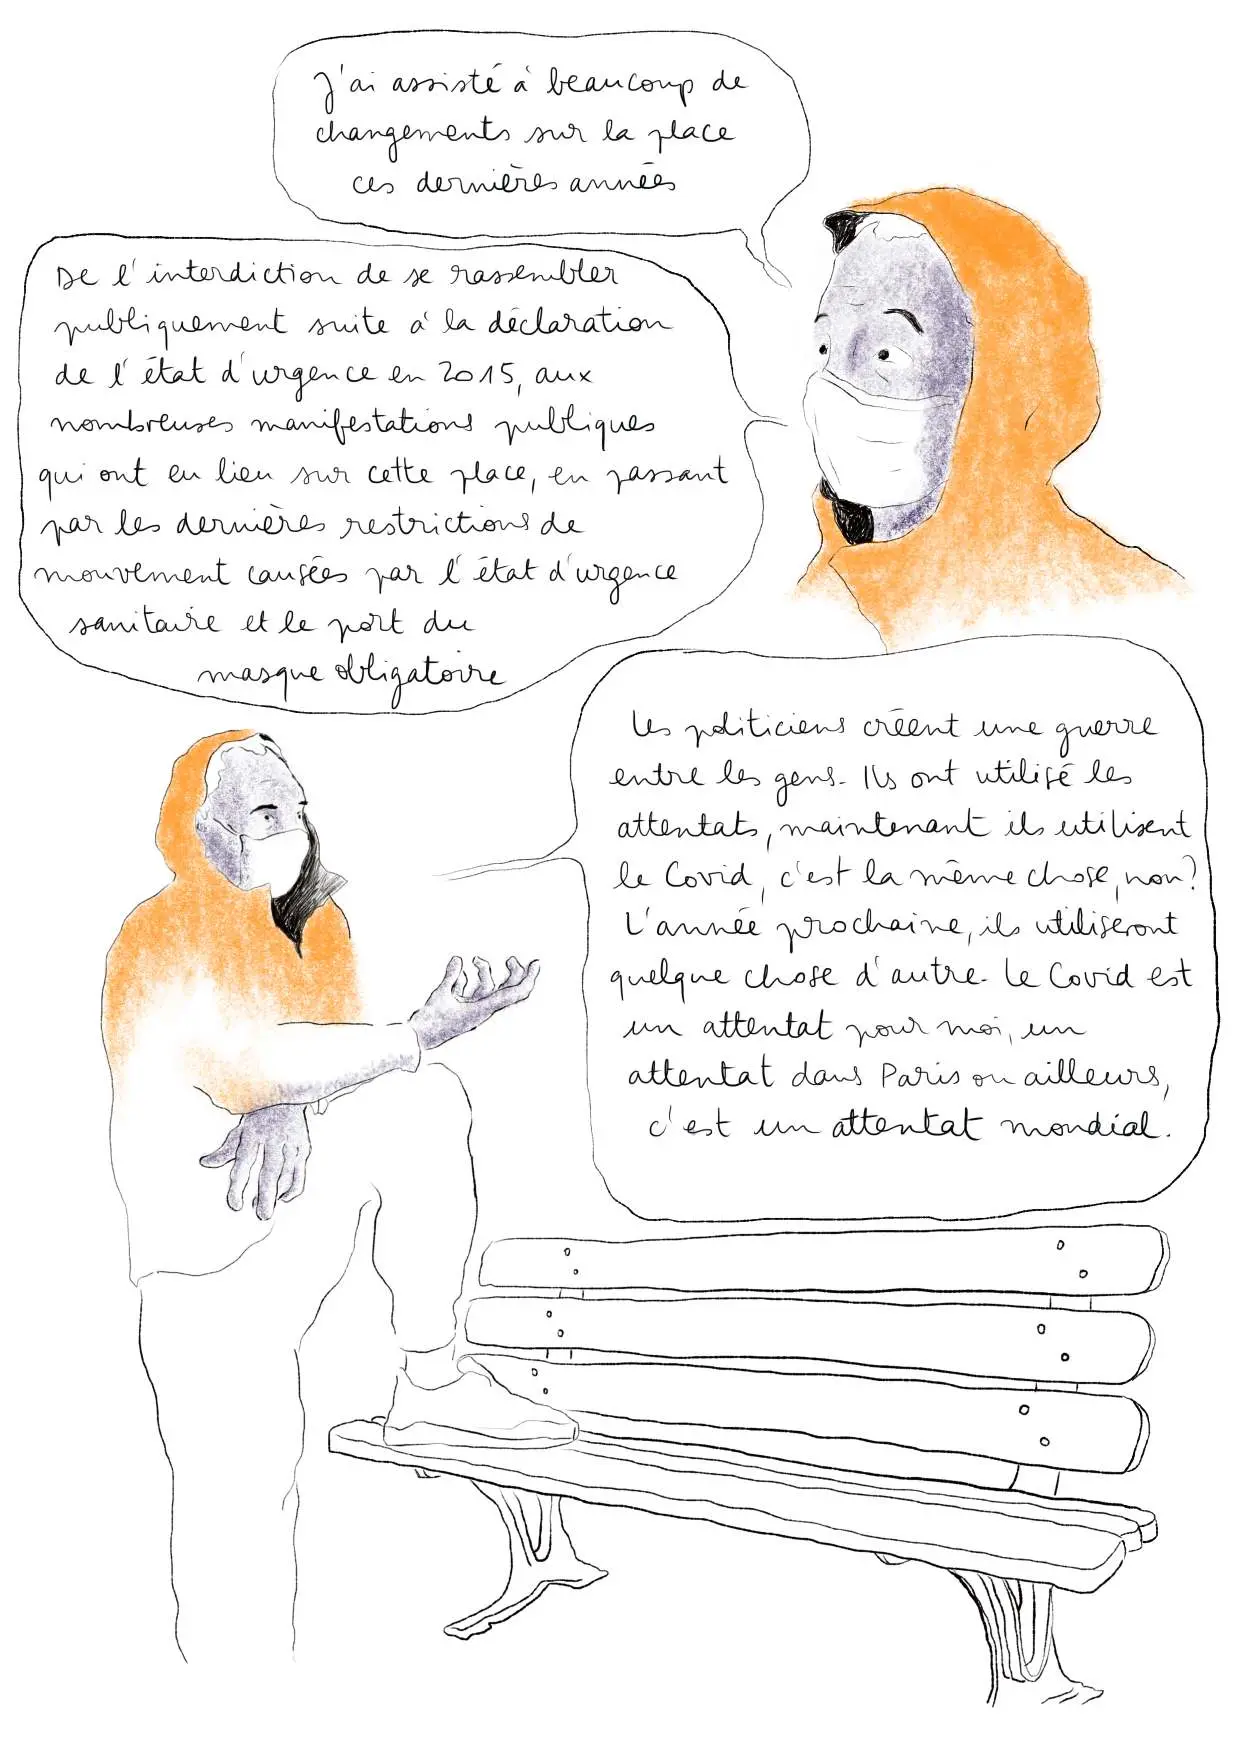 J'ai assisté à beaucoup de
changements sur la place
ces dernières années
De l'interdiction de se rassembler
publiquement suite à la déclaration
de l'état d'urgence en 2015, aux
nombreuses manifestations publiques
qui ont eu lieu sur cette place, en passant
par les dernières restrictions de
mouvement causées par l'état d'urgence
sanitaire et le port du
masque obligatoire
Les politiciens créent une guerre
entre les gens. Ils ont utilisé les
attentats, maintenant ils utilisent
le Covid, c'est la même chose, non?
L'année prochaine, ils utiliseront
quelque chose d'autre. Le Covid est
un attentat pour moi, un
attentat dans Paris ou ailleurs,
c'est un attentat mondial.